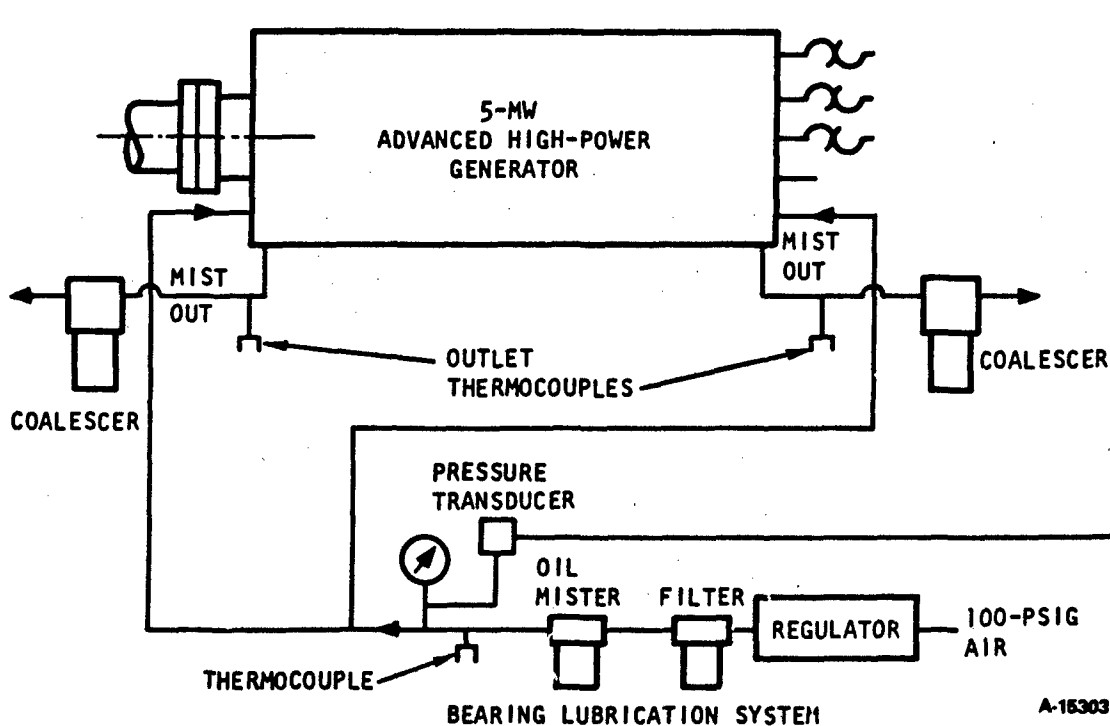 5-MW
ADVANCED HIGH-POWER
GENERATOR
MIST
OUT
MIST
OUT
OUTLET
THERMOCOUPLES
COALESCER
COALESCER
PRESSURE
TRANSDUCER
OIL
MISTER
FILTER
REGULATOR
100-PSIG
AIR
THERMOCOUPLE
BEARING LUBRICATION SYSTEM
A-15303